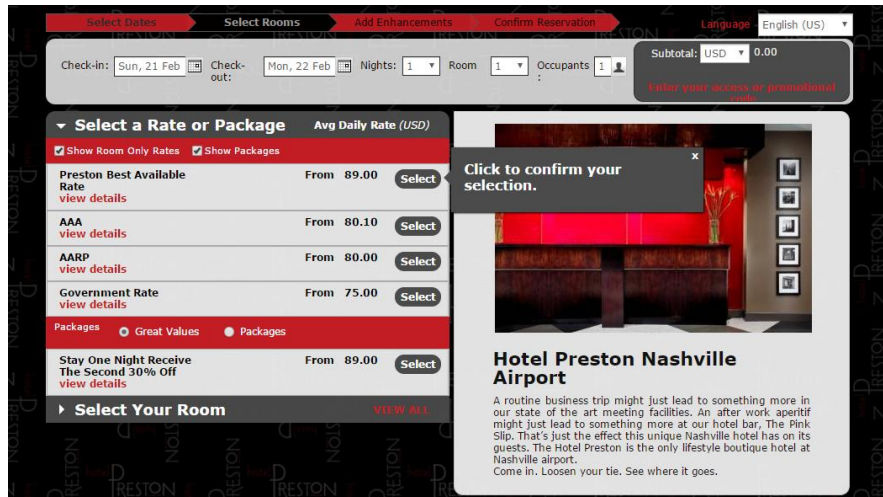 Select Dates
Select Rooms
Add Enhancements
Confirm Reservation
Language - English (US)
Check-in: Sun, 21 Feb
Check-
out:
Mon, 22 Feb
Nights: 1
Room 1
Occupants 1
:
Subtotal: USD 0.00
Enter your access or promotional
code
Select a Rate or Package
Avg Daily Rate (USD)
Show Room Only Rates
Show Packages
Preston Best Available
Rate
view details
From 89.00
Select
AAA
view details
From 80.10
Select
AARP
view details
From 80.00
Select
Government Rate
view details
From 75.00
Select
Packages
Great Values
Packages
Stay One Night Receive
The Second 30% Off
view details
From 89.00
Select
Select Your Room
VIEW ALL
Click to confirm your
selection.
x
Hotel Preston Nashville
Airport
A routine business trip might just lead to something more in
our state of the art meeting facilities. An after work aperitif
might just lead to something more at our hotel bar, The Pink
Slip. That's just the effect this unique Nashville hotel has on its
guests. The Hotel Preston is the only lifestyle boutique hotel at
Nashville airport.
Come in. Loosen your tie. See where it goes.
hotel
PRESTON